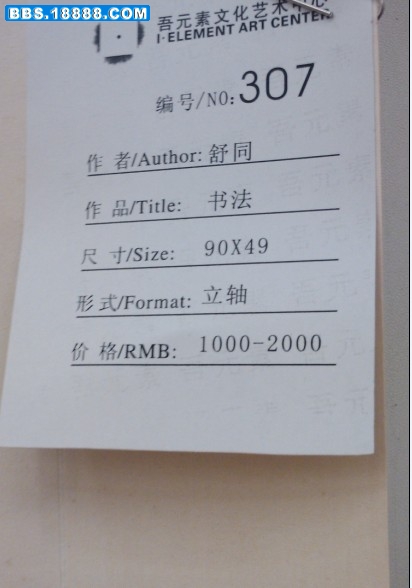 BBS.18888.COM
吾元素文化艺术中心
I·ELEMENT ART CENTER
编号/NO: 307
作 者/Author: 舒同
作 品/Title: 书法
尺 寸/Size: 90X49
形 式/Format: 立轴
价 格/RMB: 1000-2000